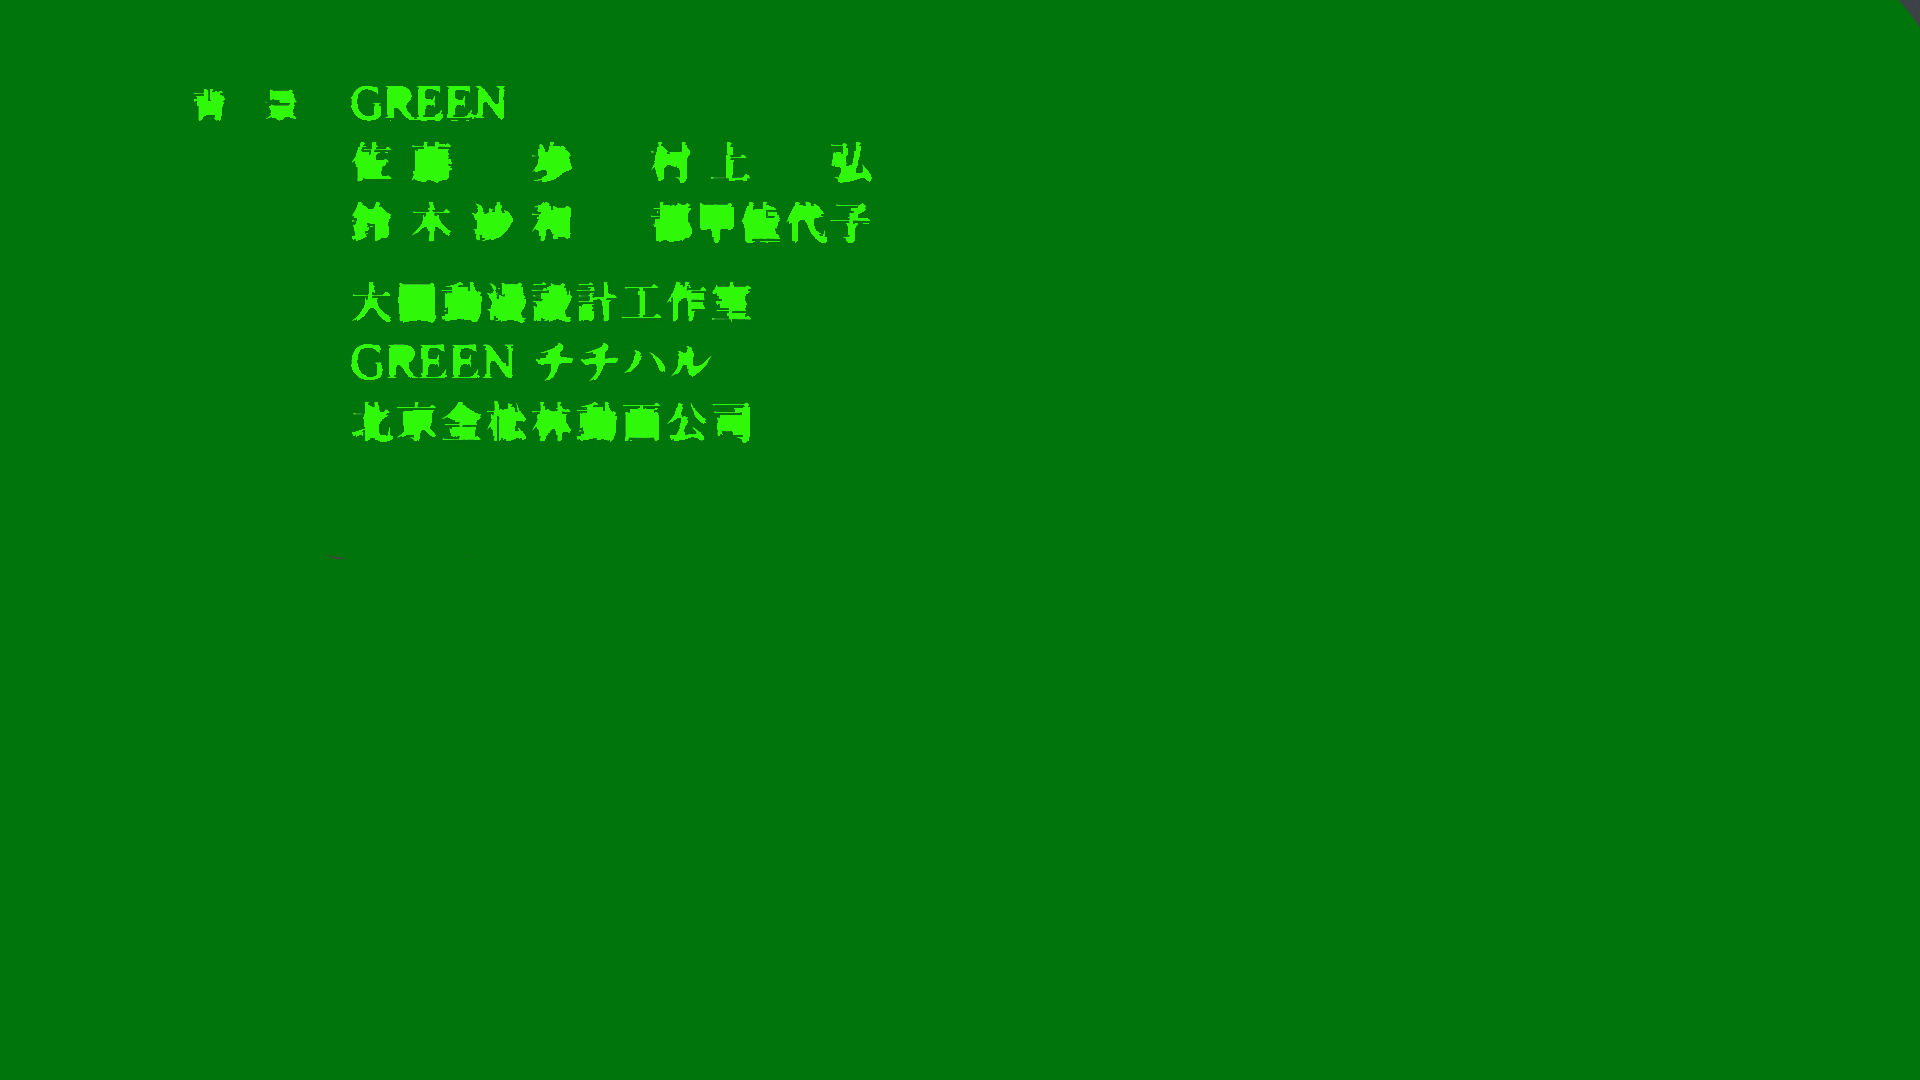 背景 GREEN
佐藤 歩 村上 弘
鈴木紗和 都甲佳代子
大圖動漫設計工作室
GREEN チチハル
北京金松林動画公司